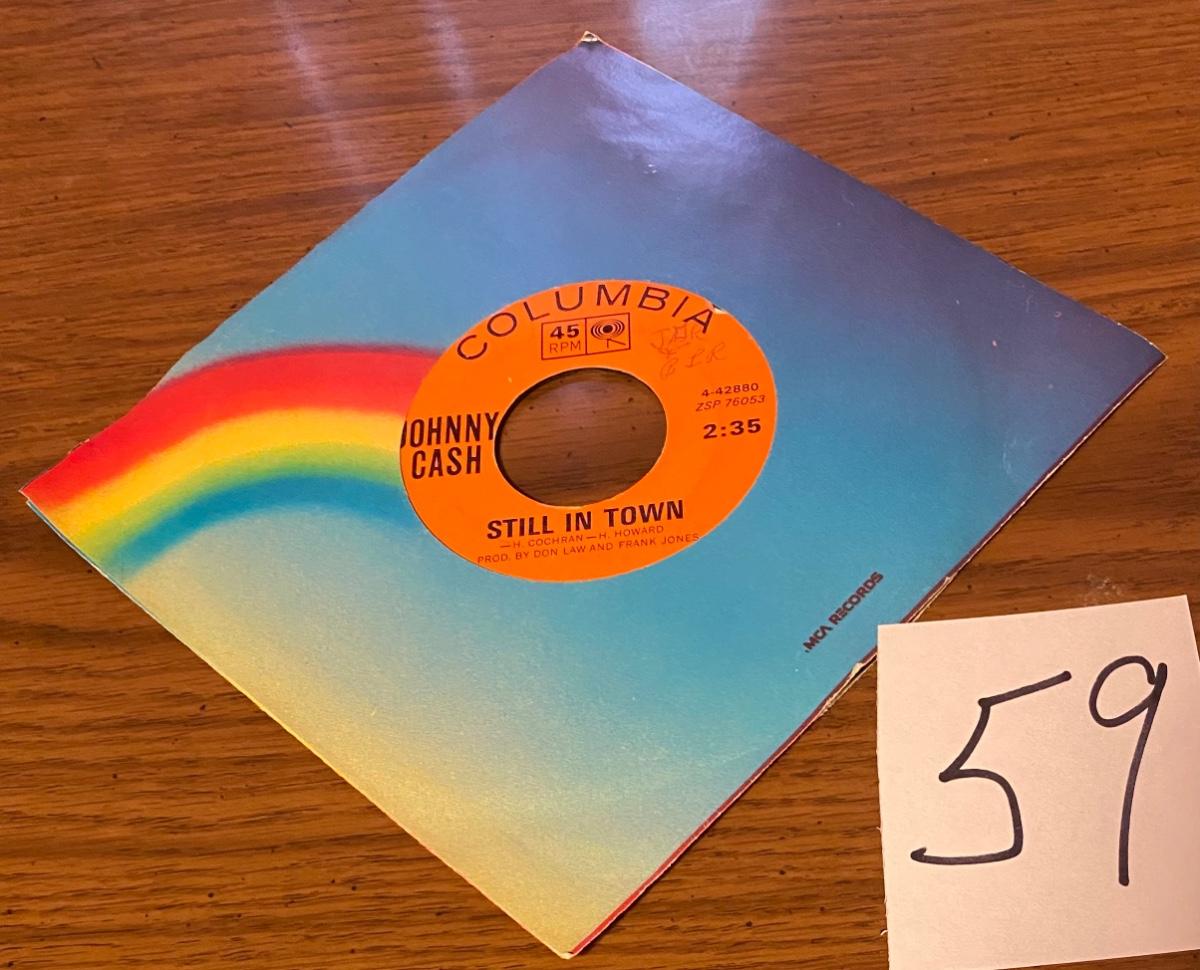 COLUMBIA
45
RPM
4-42880
ZSP 76053
2:35
JOHNNY
CASH
STILL IN TOWN
—H. COCHRAN—H. HOWARD
PROD. BY DON LAW AND FRANK JONES
MCA RECORDS
59